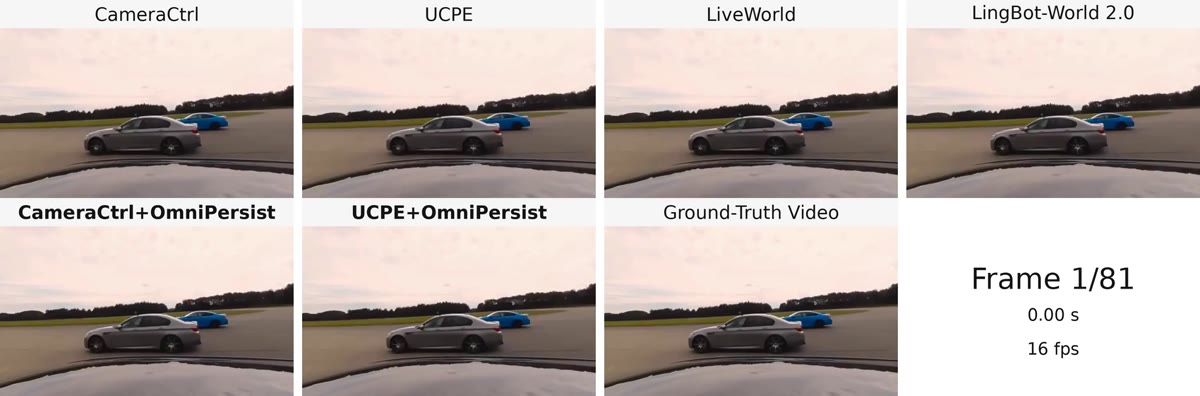 CameraCtrl
UCPE
LiveWorld
LingBot-World 2.0
CameraCtrl+OmniPersist
UCPE+OmniPersist
Ground-Truth Video
Frame 1/81
0.00 s
16 fps